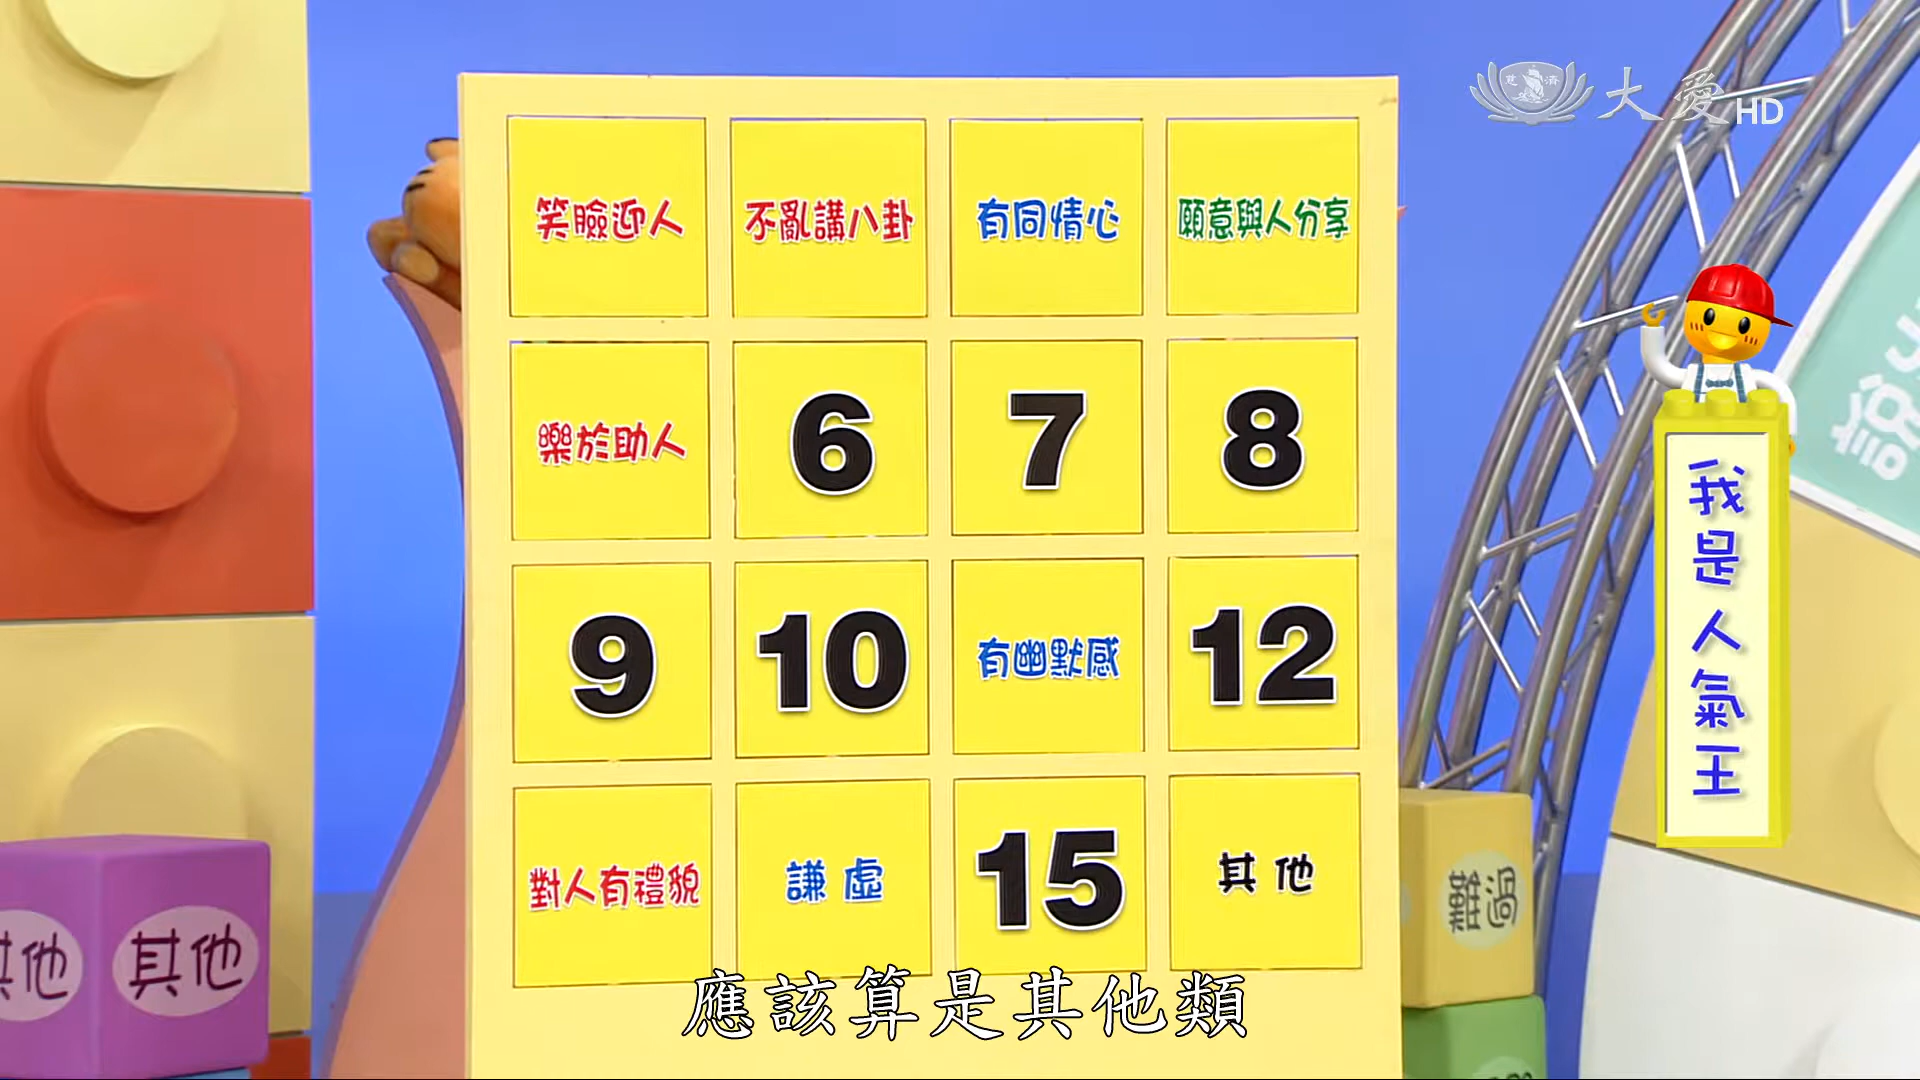 大愛HD
笑臉迎人
不亂講八卦
有同情心
願意與人分享
樂於助人
6
7
8
9
10
有幽默感
12
對人有禮貌
謙虛
15
其他
我是人氣王
其他
其他
難過
應該算是其他類